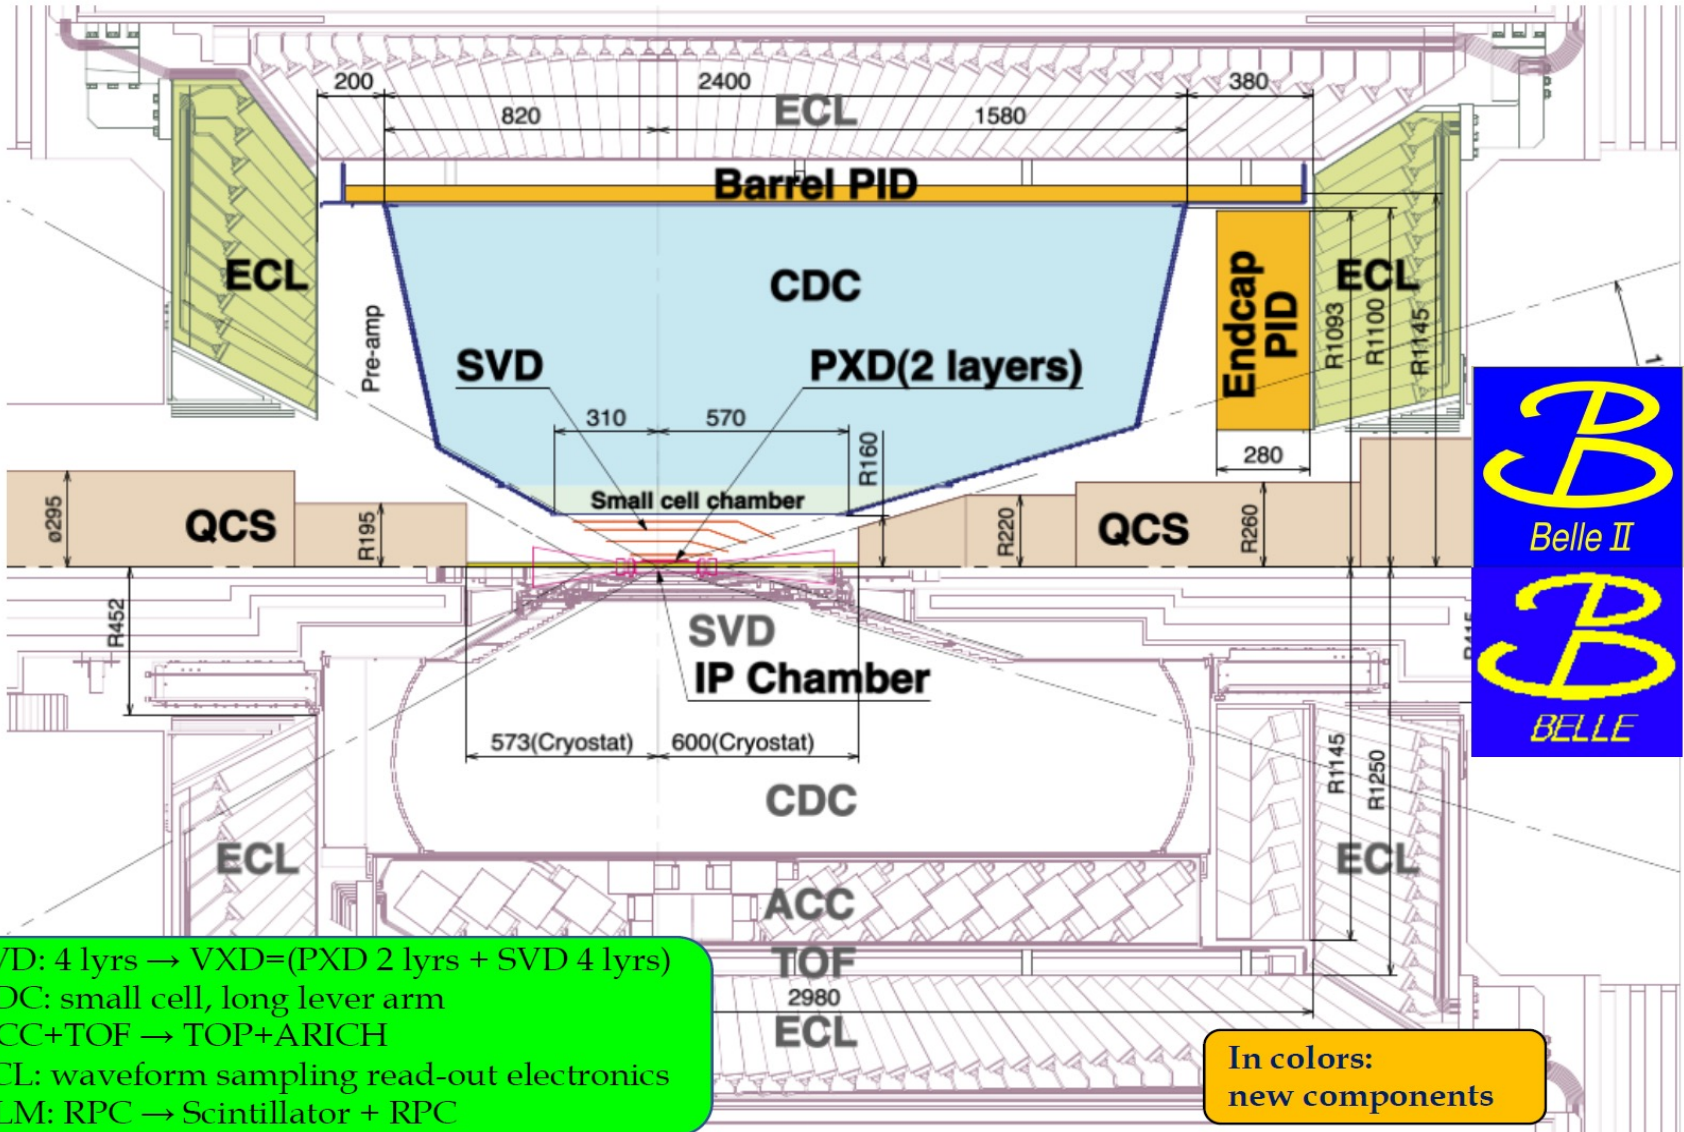 200
2400
380
ECL
820
1580
Barrel PID
CDC
ECL
Pre-amp
Endcap
PID
R1093
ECL
R1100
R1145
SVD
PXD(2 layers)
310
570
R160
280
Small cell chamber
ø295
QCS
R195
R220
QCS
R260
Belle II
R452
SVD
IP Chamber
573(Cryostat)
600(Cryostat)
BELLE
CDC
R1145
R1250
ECL
ECL
ACC
TOF
2980
ECL
VD: 4 lyrs → VXD=(PXD 2 lyrs + SVD 4 lyrs)
DC: small cell, long lever arm
CC+TOF → TOP+ARICH
CL: waveform sampling read-out electronics
LM: RPC → Scintillator + RPC
In colors:
new components